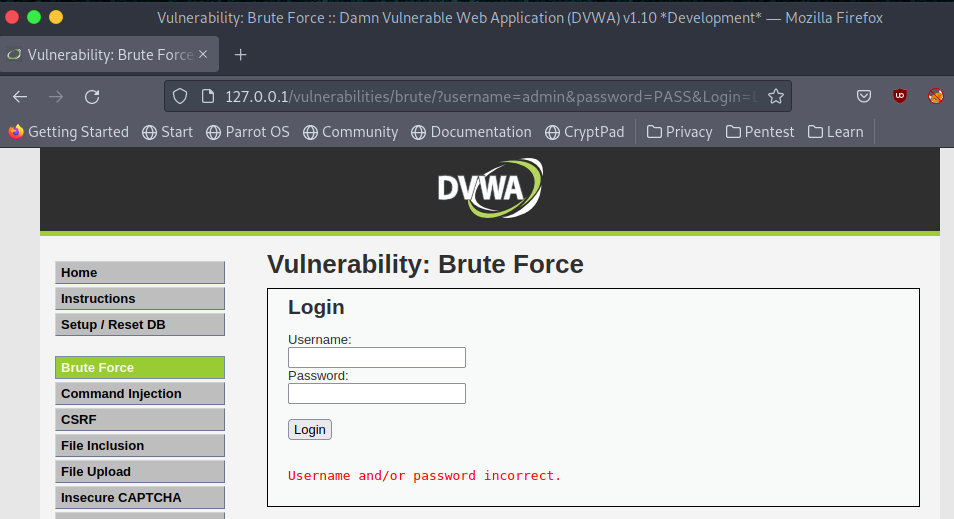 Vulnerability: Brute Force :: Damn Vulnerable Web Application (DVWA) v1.10 *Development* — Mozilla Firefox
Vulnerability: Brute Force
127.0.0.1/vulnerabilities/brute/?username=admin&password=PASS&Login=L
Getting Started Start Parrot OS Community Documentation CryptPad Privacy Pentest Learn
DVWA
Home
Instructions
Setup / Reset DB
Brute Force
Command Injection
CSRF
File Inclusion
File Upload
Insecure CAPTCHA
Vulnerability: Brute Force
Login
Username:
Password:
Login
Username and/or password incorrect.